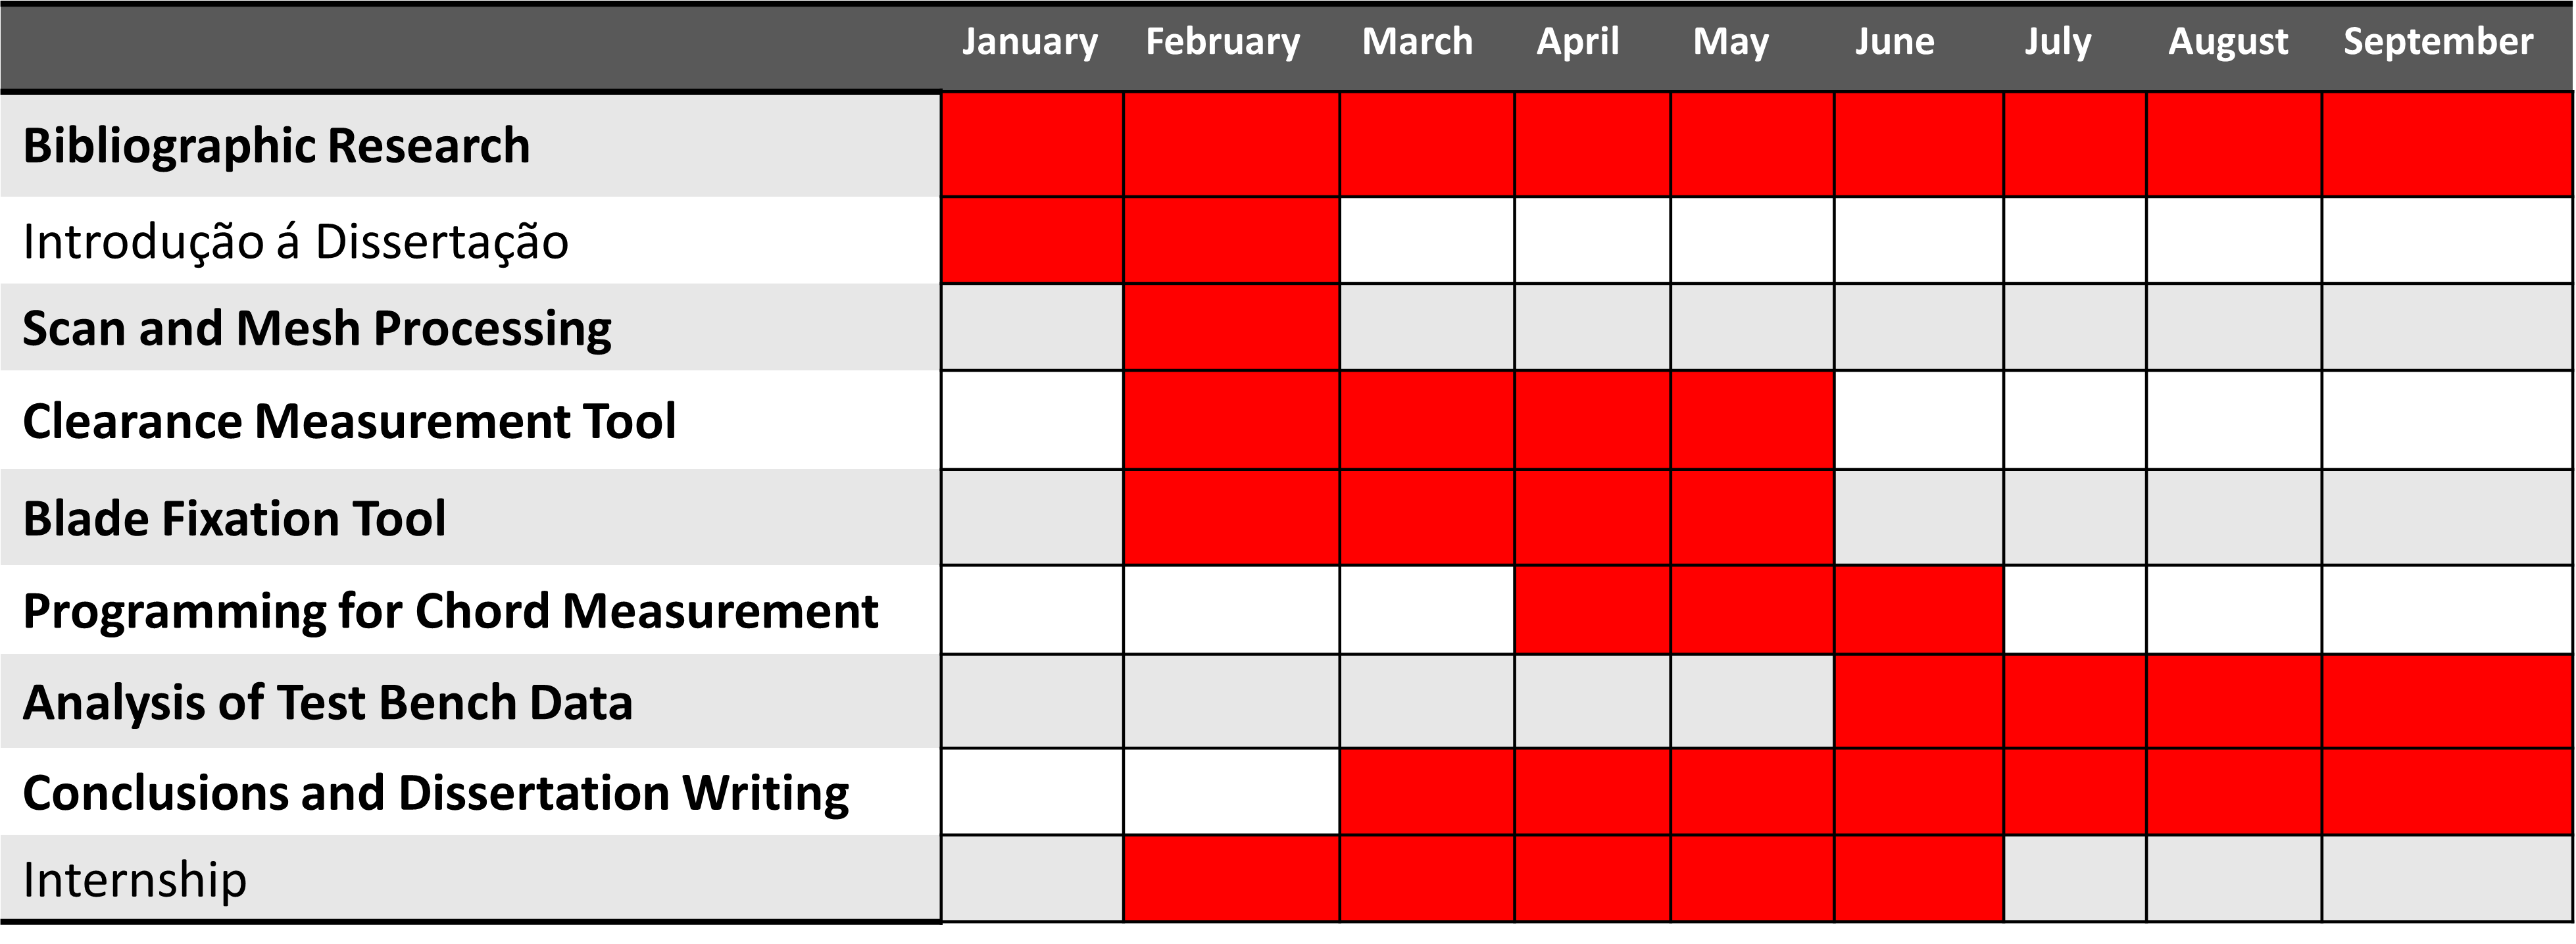 January February March April May June July August September
Bibliographic Research
Introdução á Dissertação
Scan and Mesh Processing
Clearance Measurement Tool
Blade Fixation Tool
Programming for Chord Measurement
Analysis of Test Bench Data
Conclusions and Dissertation Writing
Internship